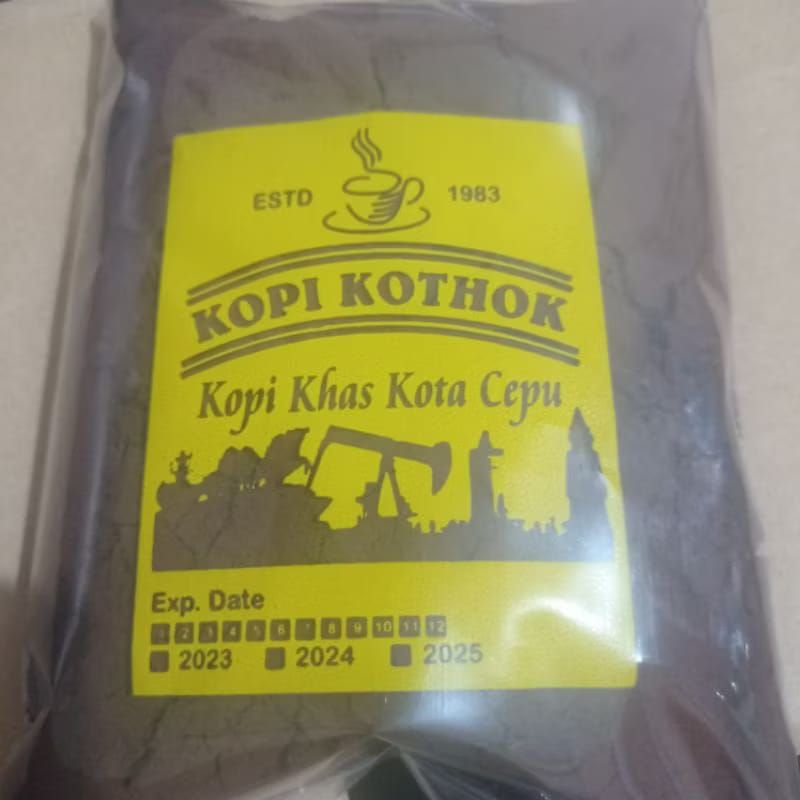 ESTD 1983
KOPI KOTHOK
Kopi Khas Kota Cepu
Exp. Date
1 2 3 4 5 6 7 8 9 10 11 12
2023 2024 2025